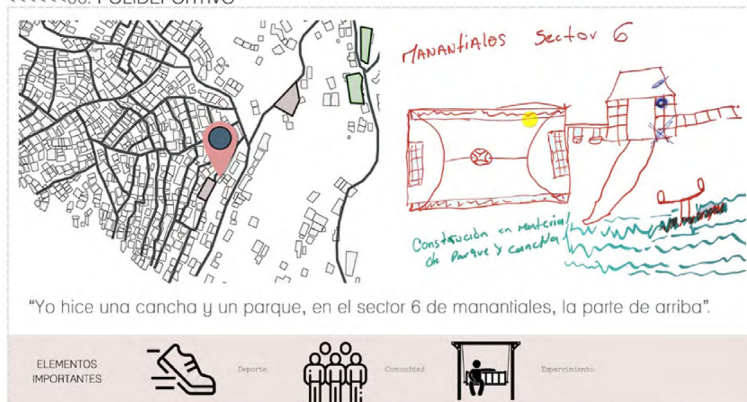 POLIDEPORTIVO
MANANtiALES Sector 6
Construcción en material
de Parque y cancha
"Yo hice una cancha y un parque, en el sector 6 de manantiales, la parte de arriba".
ELEMENTOS
IMPORTANTES
Deporte
Comunidad
Esparcimiento